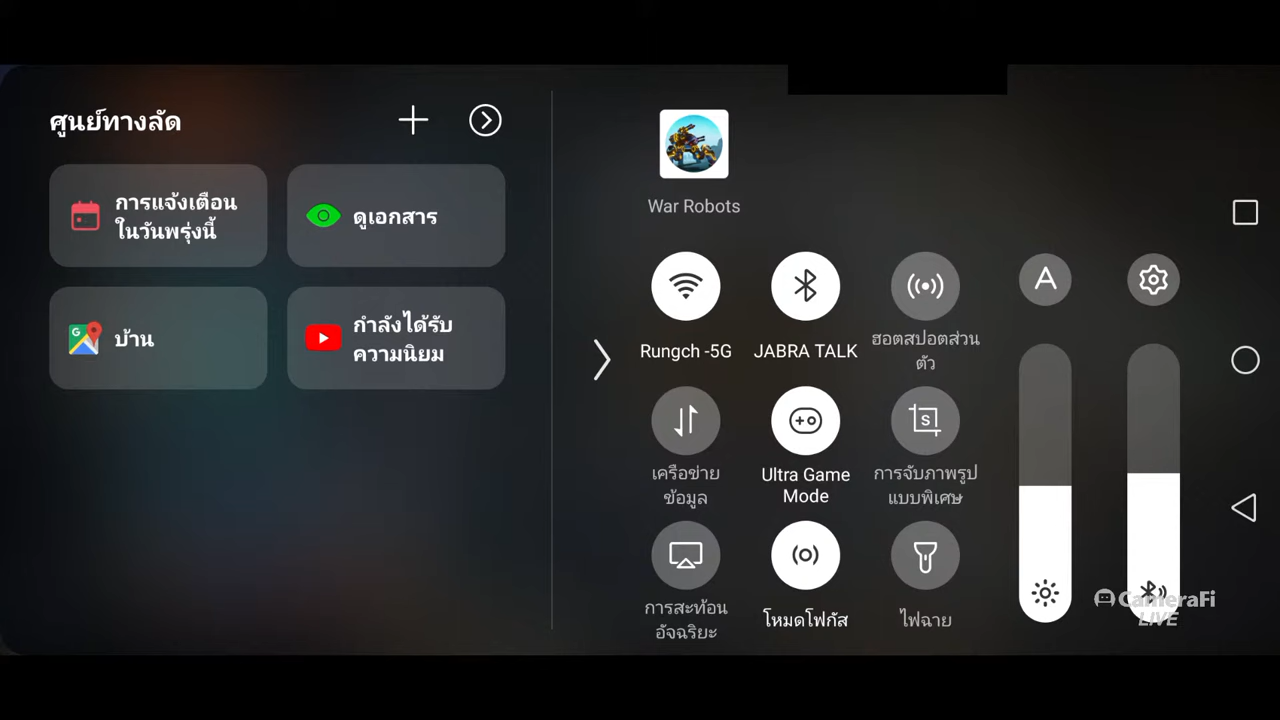 ศูนย์ทางลัด
การแจ้งเตือน
ในวันพรุ่งนี้
ดูเอกสาร
บ้าน
กำลังได้รับ
ความนิยม
War Robots
A
Rungch -5G
JABRA TALK
ฮอตสปอตส่วน
ตัว
เครือข่าย
ข้อมูล
Ultra Game
Mode
S
การจับภาพรูป
แบบพิเศษ
การสะท้อน
อัจฉริยะ
โหมดโฟกัส
ไฟฉาย
CameraFi
LIVE